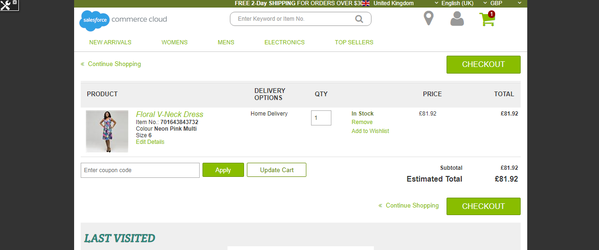 FREE 2-Day SHIPPING FOR ORDERS OVER $300
United Kingdom
English (UK)
GBP
salesforce commerce cloud
Enter Keyword or Item No.
1
NEW ARRIVALS WOMENS MENS ELECTRONICS TOP SELLERS
« Continue Shopping
CHECKOUT
PRODUCT DELIVERY OPTIONS QTY PRICE TOTAL
Floral V-Neck Dress
Item No.: 701643843732
Colour Neon Pink Multi
Size 6
Edit Details
Home Delivery
1
In Stock
Remove
Add to Wishlist
£81.92
£81.92
Enter coupon code
Apply
Update Cart
Subtotal £81.92
Estimated Total £81.92
« Continue Shopping
CHECKOUT
LAST VISITED